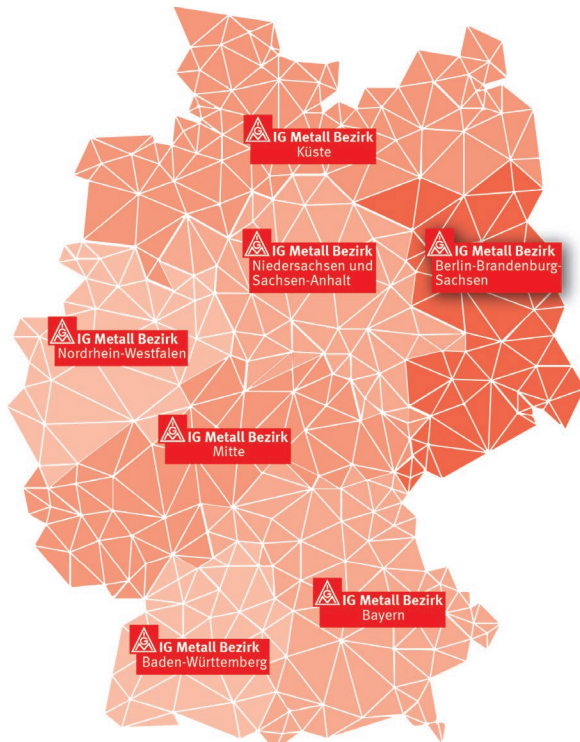 IG Metall Bezirk
Küste
IG Metall Bezirk
Niedersachsen und
Sachsen-Anhalt
IG Metall Bezirk
Berlin-Brandenburg-
Sachsen
IG Metall Bezirk
Nordrhein-Westfalen
IG Metall Bezirk
Mitte
IG Metall Bezirk
Bayern
IG Metall Bezirk
Baden-Württemberg